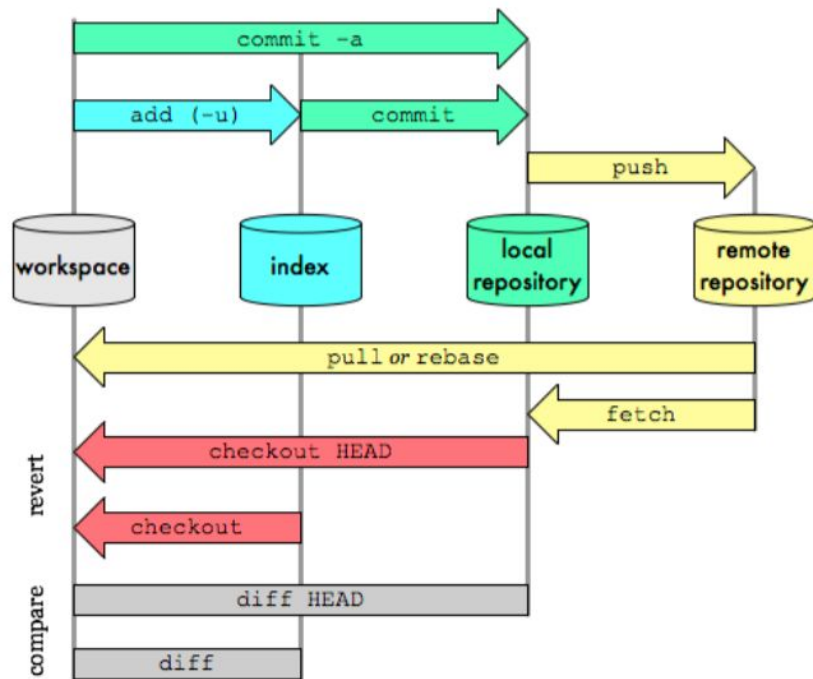 commit -a
add (-u)
commit
push
workspace
index
local
repository
remote
repository
pull or rebase
fetch
revert
checkout HEAD
checkout
compare
diff HEAD
diff